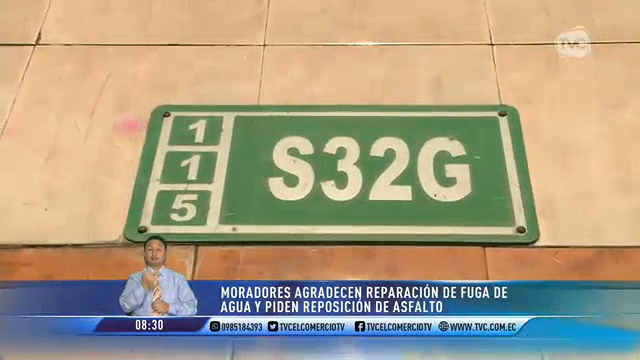 TVC
1
1
5
S32G
MORADORES AGRADECEN REPARACIÓN DE FUGA DE
AGUA Y PIDEN REPOSICIÓN DE ASFALTO
08:30
0985184393 TVCELCOMERCIOTV TVCELCOMERCIOTV WWW.TVC.COM.EC